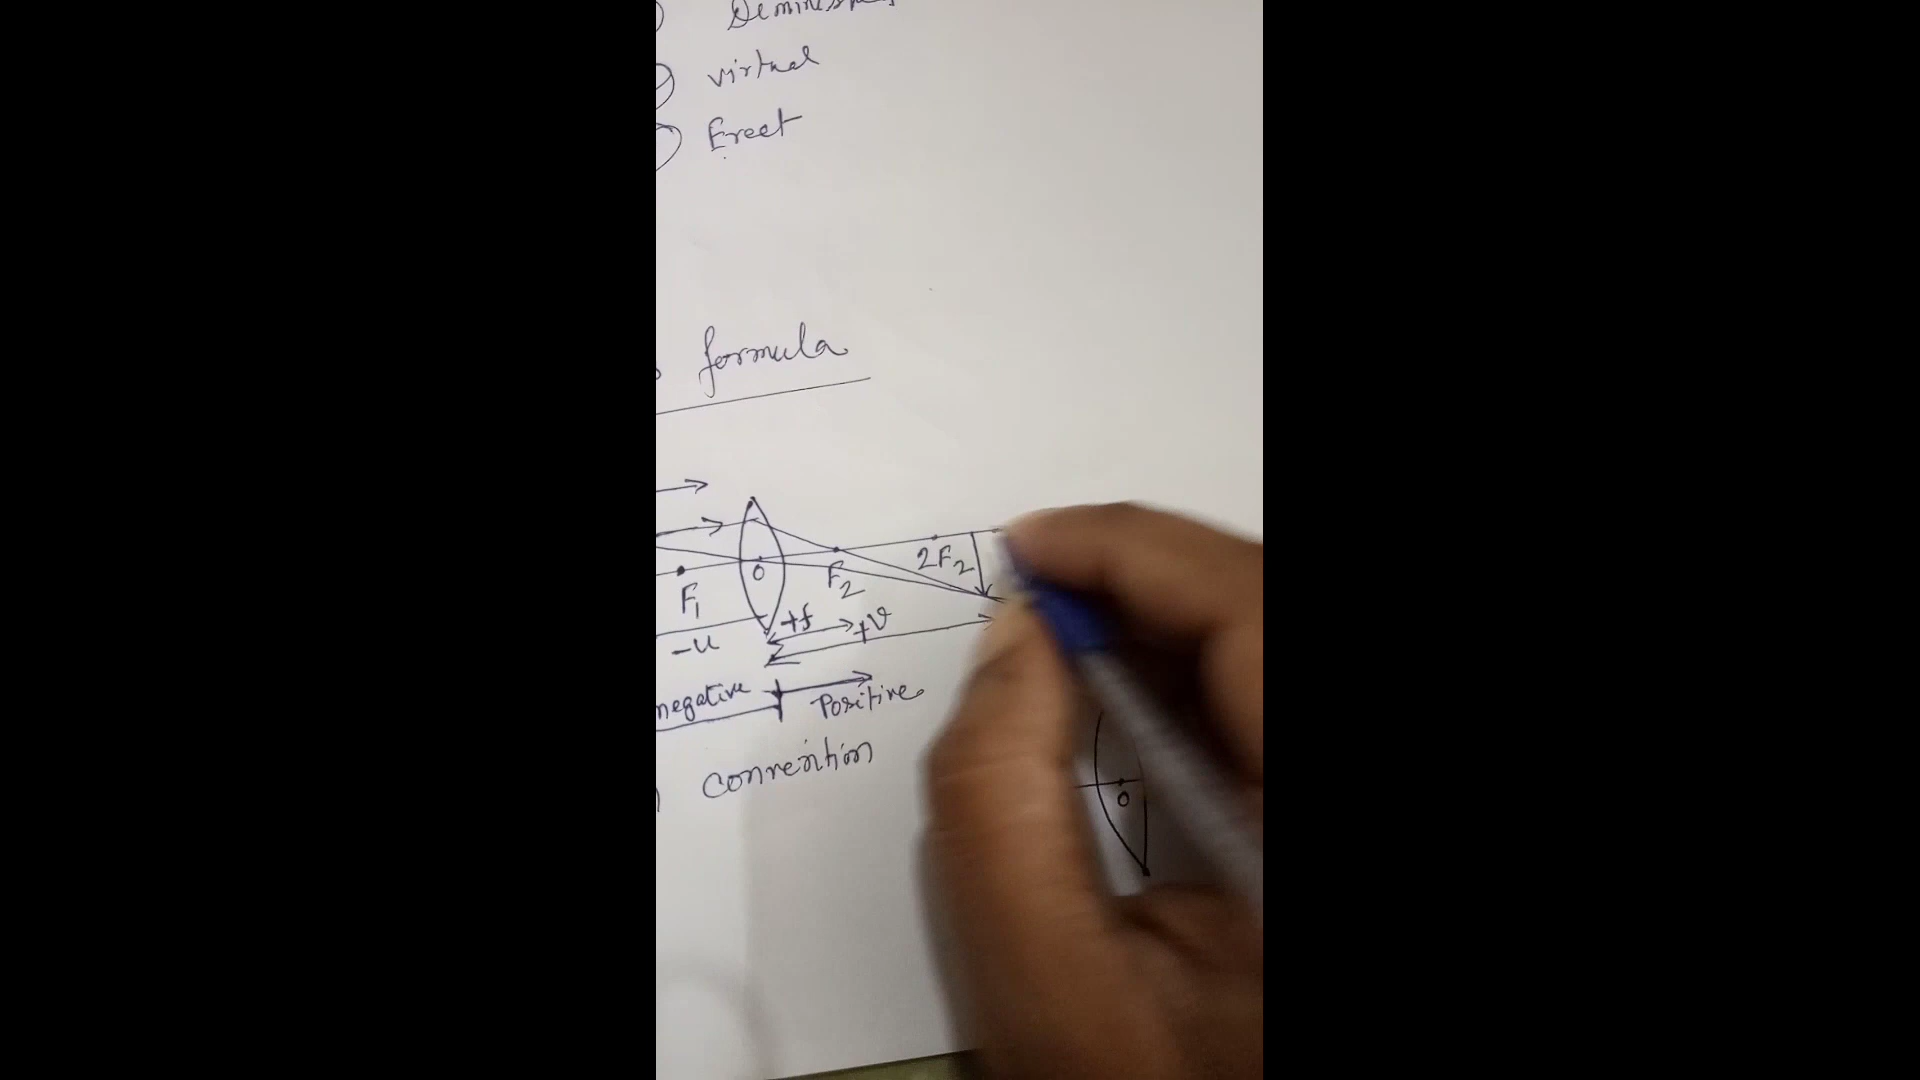 virtual
Erect
formula
O
F₁
F₂
2F₂
+f
+v
-u
negative
Positive
convention
O